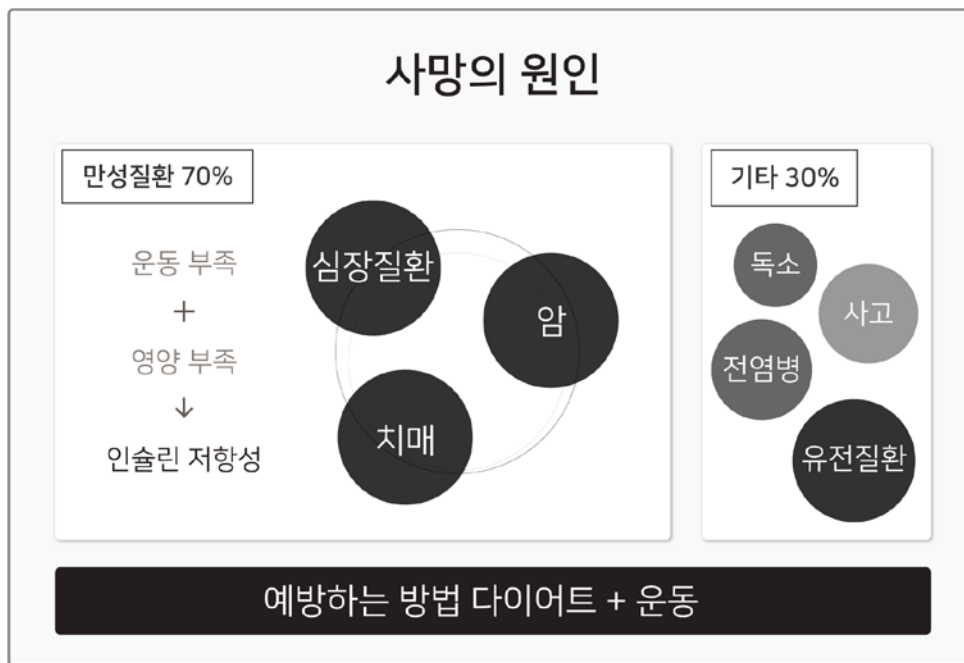 사망의 원인
만성질환 70%
운동 부족
+
영양 부족
↓
인슐린 저항성
심장질환
암
치매
기타 30%
독소
사고
전염병
유전질환
예방하는 방법 다이어트 + 운동